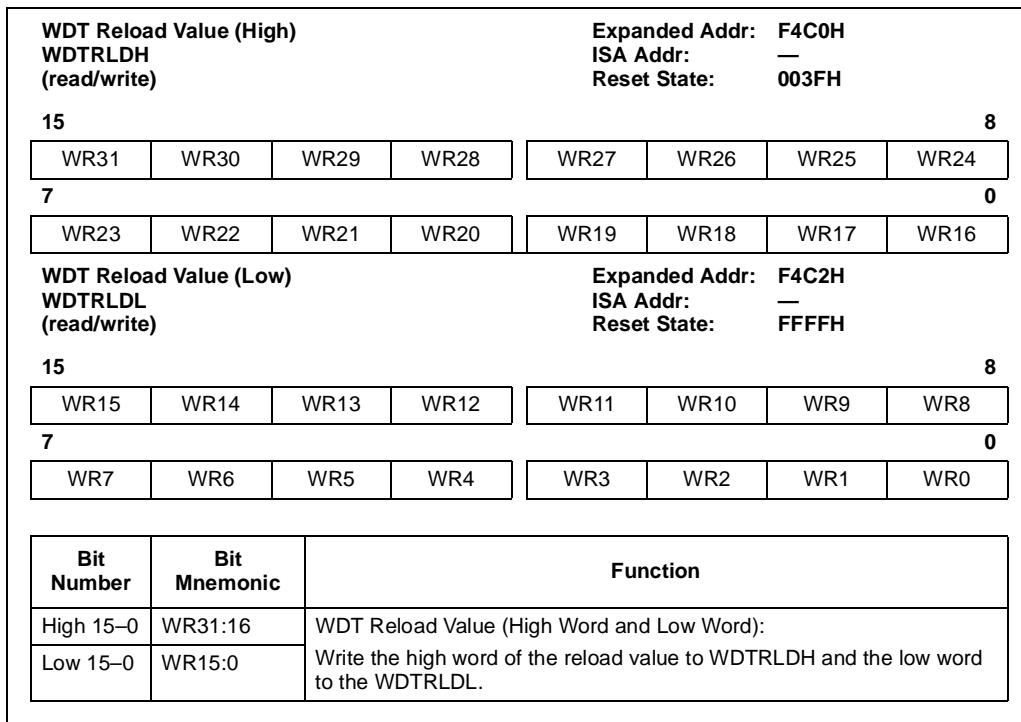 WDT Reload Value (High) Expanded Addr: F4C0H
WDTRLDH ISA Addr: —
(read/write) Reset State: 003FH
15 8
WR31 WR30 WR29 WR28 WR27 WR26 WR25 WR24
7 0
WR23 WR22 WR21 WR20 WR19 WR18 WR17 WR16
WDT Reload Value (Low) Expanded Addr: F4C2H
WDTRLDL ISA Addr: —
(read/write) Reset State: FFFFH
15 8
WR15 WR14 WR13 WR12 WR11 WR10 WR9 WR8
7 0
WR7 WR6 WR5 WR4 WR3 WR2 WR1 WR0
Bit Number Bit Mnemonic Function
High 15–0 WR31:16 WDT Reload Value (High Word and Low Word):
Low 15–0 WR15:0 Write the high word of the reload value to WDTRLDH and the low word
to the WDTRLDL.